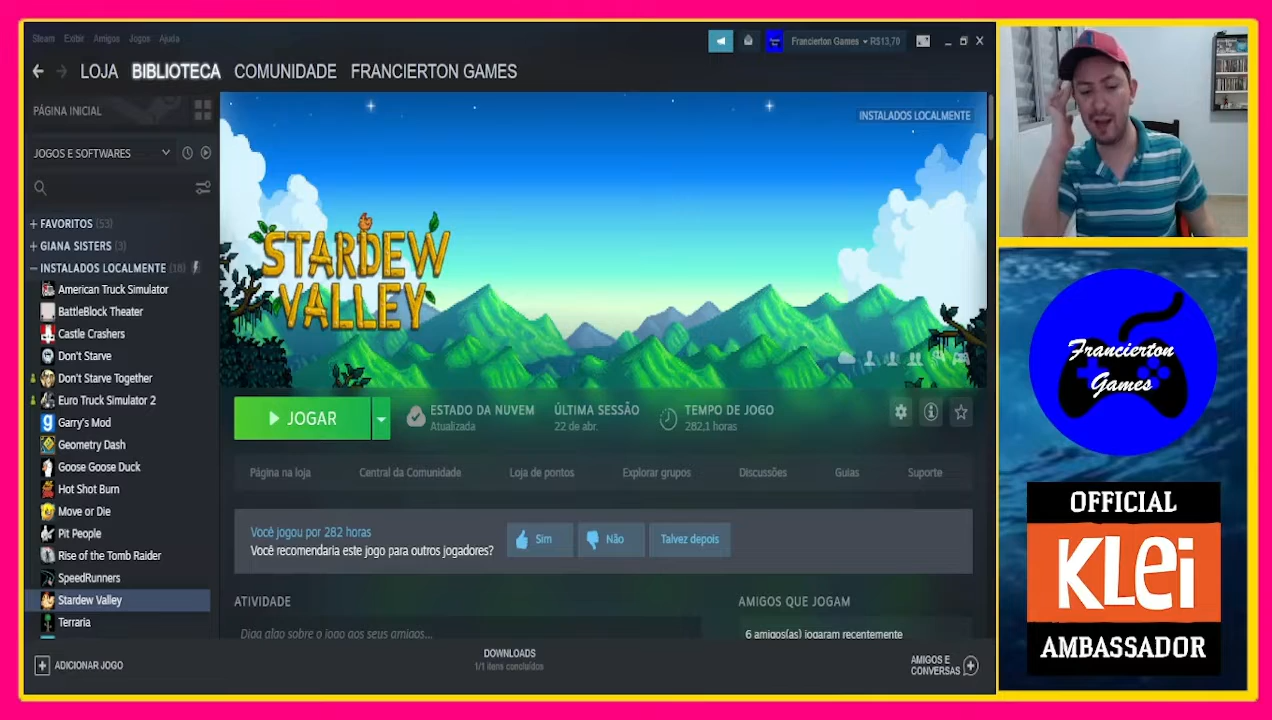 Steam Exibir Amigos Jogos Ajuda
Francierton Games R$13,70
LOJA BIBLIOTECA COMUNIDADE FRANCIERTON GAMES
PÁGINA INICIAL
INSTALADOS LOCALMENTE
JOGOS E SOFTWARES
+ FAVORITOS (53)
+ GIANA SISTERS (3)
— INSTALADOS LOCALMENTE (18)
American Truck Simulator
BattleBlock Theater
Castle Crashers
Don't Starve
Don't Starve Together
Euro Truck Simulator 2
Garry's Mod
Geometry Dash
Goose Goose Duck
Hot Shot Burn
Move or Die
Pit People
Rise of the Tomb Raider
SpeedRunners
Stardew Valley
Terraria
STARDEW
VALLEY
JOGAR
ESTADO DA NUVEM
Atualizada
ÚLTIMA SESSÃO
22 de abr.
TEMPO DE JOGO
282,1 horas
Página na loja Central da Comunidade Loja de pontos Explorar grupos Discussões Guias Suporte
Você jogou por 282 horas
Você recomendaria este jogo para outros jogadores?
Sim Não Talvez depois
ATIVIDADE
Diga algo sobre o jogo aos seus amigos...
AMIGOS QUE JOGAM
6 amigos(as) jogaram recentemente
ADICIONAR JOGO
DOWNLOADS
1/1 itens concluídos
AMIGOS E
CONVERSAS
Francierton
Games
OFFICIAL
KLEi
AMBASSADOR